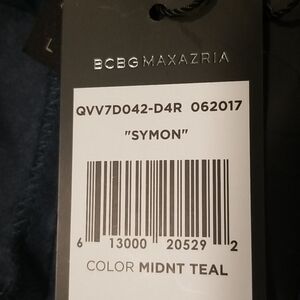 BCBGMAXAZRIA
QVV7D042-D4R 062017
"SYMON"
6 13000 20529 2
COLOR MIDNT TEAL
L